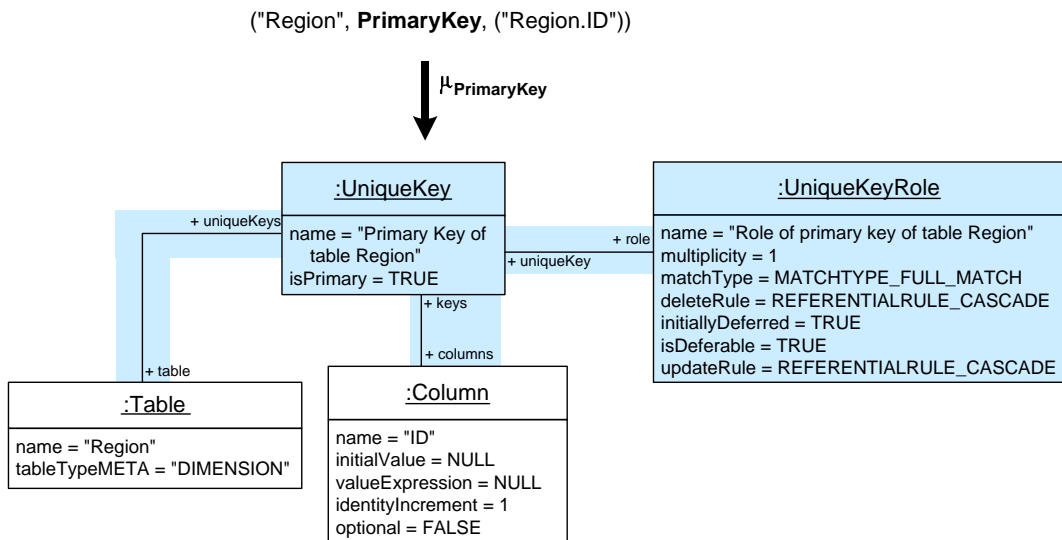 ("Region", PrimaryKey, ("Region.ID"))
μPrimaryKey
:UniqueKey
name = "Primary Key of
table Region"
isPrimary = TRUE
:UniqueKeyRole
name = "Role of primary key of table Region"
multiplicity = 1
matchType = MATCHTYPE_FULL_MATCH
deleteRule = REFERENTIALRULE_CASCADE
initiallyDeferred = TRUE
isDeferable = TRUE
updateRule = REFERENTIALRULE_CASCADE
+ uniqueKeys
+ role
+ uniqueKey
+ keys
+ columns
+ table
:Table
name = "Region"
tableTypeMETA = "DIMENSION"
:Column
name = "ID"
initialValue = NULL
valueExpression = NULL
identityIncrement = 1
optional = FALSE